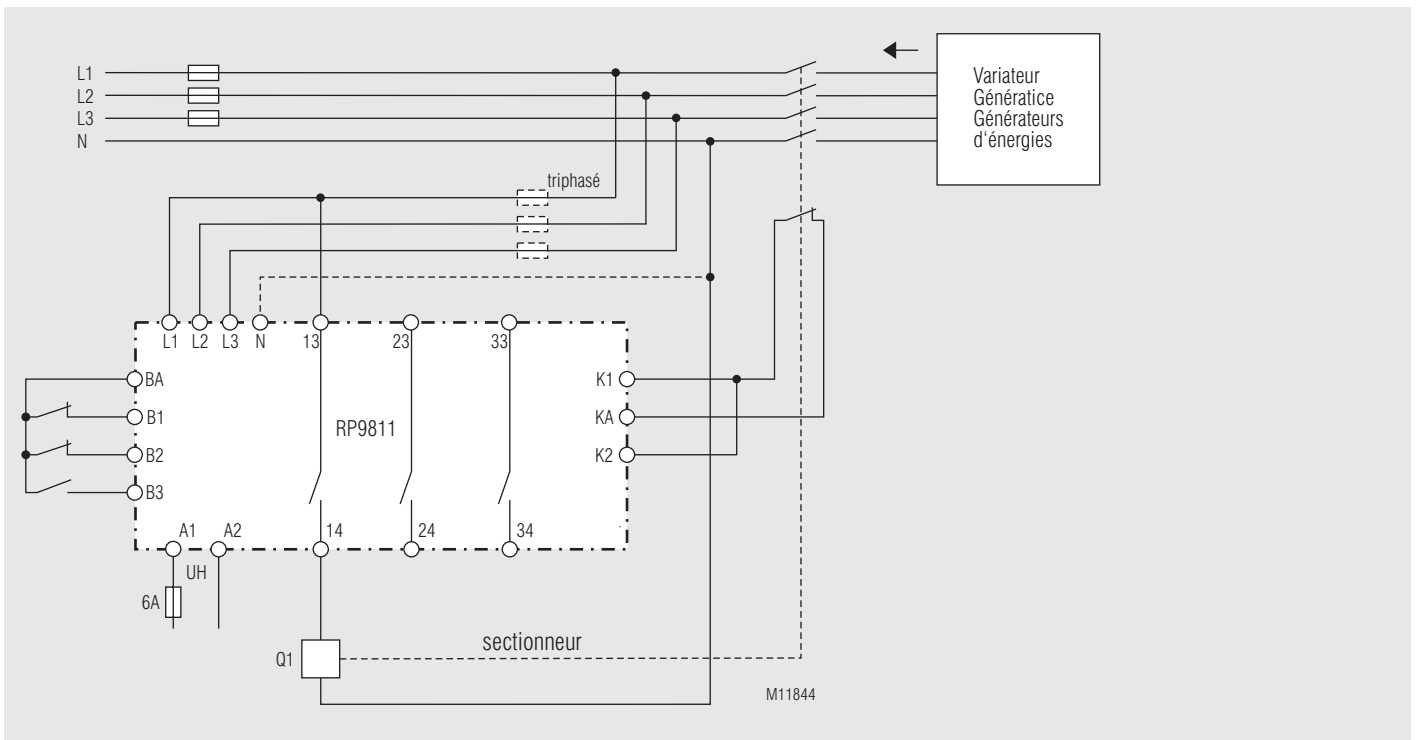 L1
L2
L3
N
Variateur
Génératice
Générateurs
d‘énergies
triphasé
L1 L2 L3 N 13 23 33
BA
B1
B2
B3
RP9811
K1
KA
K2
A1 A2 14 24 34
UH
6A
Q1
sectionneur
M11844